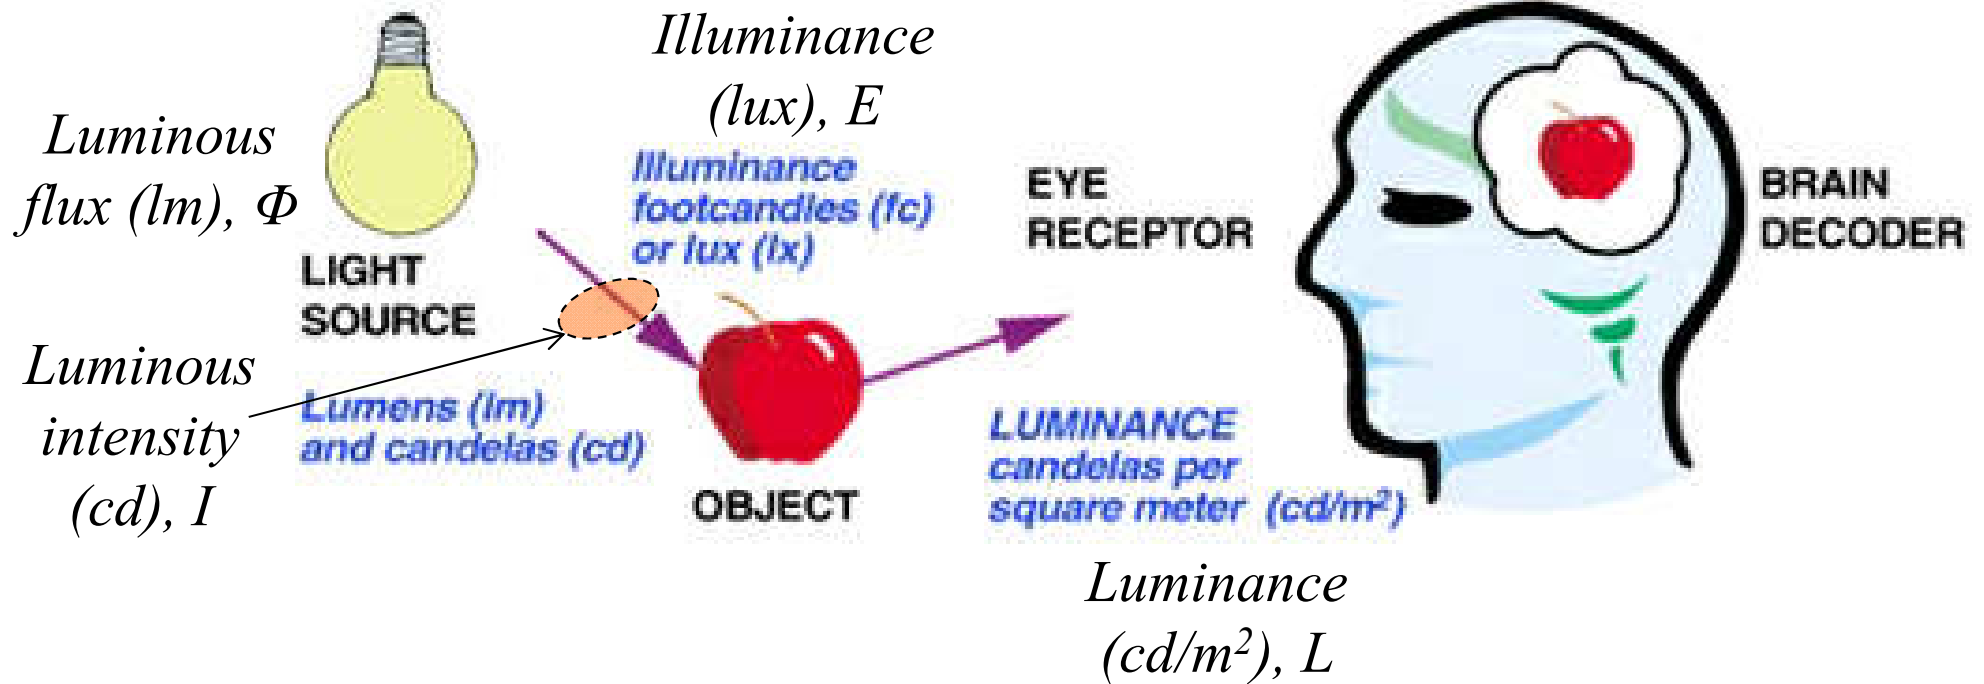 Luminous
flux (lm), Φ
LIGHT
SOURCE
Luminous
intensity
(cd), I
Lumens (lm)
and candelas (cd)
Illuminance
(lux), E
Illuminance
footcandles (fc)
or lux (lx)
OBJECT
EYE
RECEPTOR
BRAIN
DECODER
LUMINANCE
candelas per
square meter (cd/m²)
Luminance
(cd/m²), L